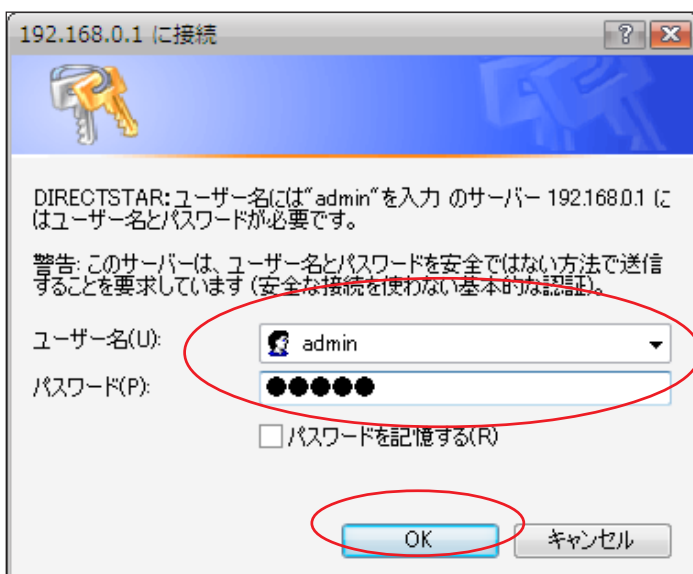 192.168.0.1 に接続
DIRECTSTAR: ユーザー名には"admin"を入力 のサーバー 192.168.0.1 に
はユーザー名とパスワードが必要です。
警告: このサーバーは、ユーザー名とパスワードを安全ではない方法で送信
することを要求しています (安全な接続を使わない基本的な認証)。
ユーザー名(U):
admin
パスワード(P):
●●●●●
パスワードを記憶する(R)
OK
キャンセル